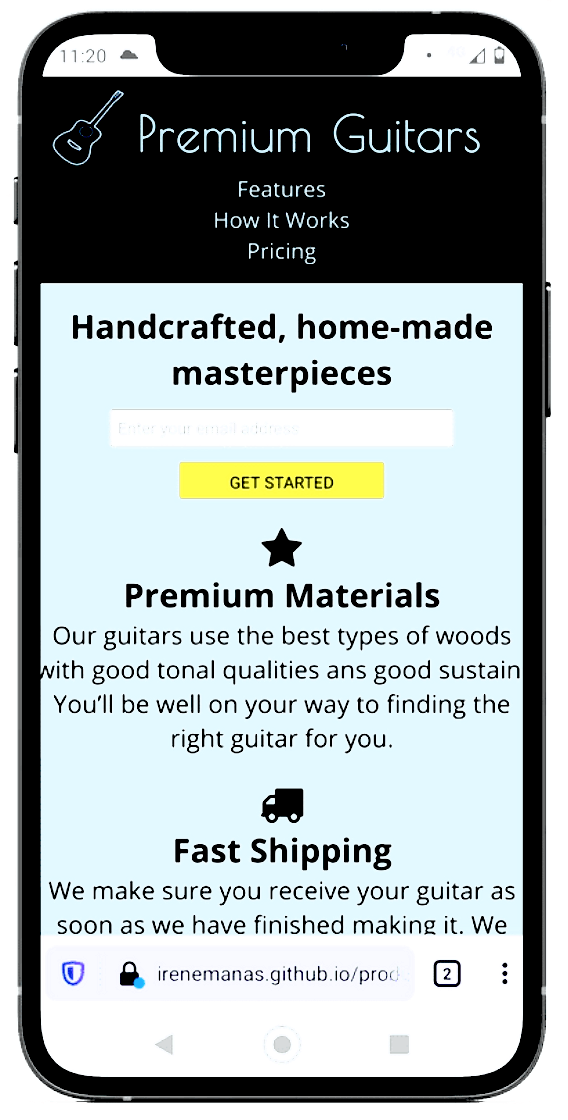 11:20
Premium Guitars
Features
How It Works
Pricing
Handcrafted, home-made
masterpieces
Enter your email address
GET STARTED
Premium Materials
Our guitars use the best types of woods
with good tonal qualities ans good sustain
You'll be well on your way to finding the
right guitar for you.
Fast Shipping
We make sure you receive your guitar as
soon as we have finished making it. We
irenemanas.github.io/prod
2